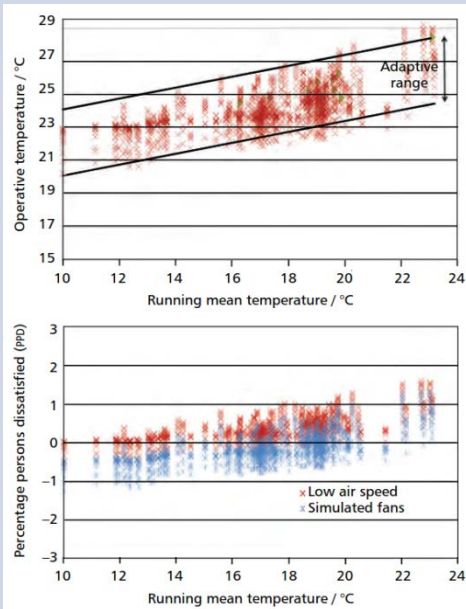 29
27
25
23
21
19
17
15
Operative temperature / °C
Adaptive
range
10 12 14 16 18 20 22 24
Running mean temperature / °C
3
2
1
0
−1
−2
−3
Percentage persons dissatisfied (PPD)
× Low air speed
× Simulated fans
10 12 14 16 18 20 22 24
Running mean temperature / °C